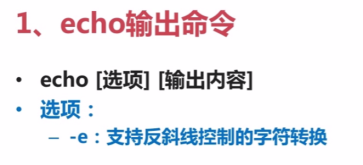 1、echo输出命令
• echo [选项] [输出内容]
• 选项：
– -e：支持反斜线控制的字符转换